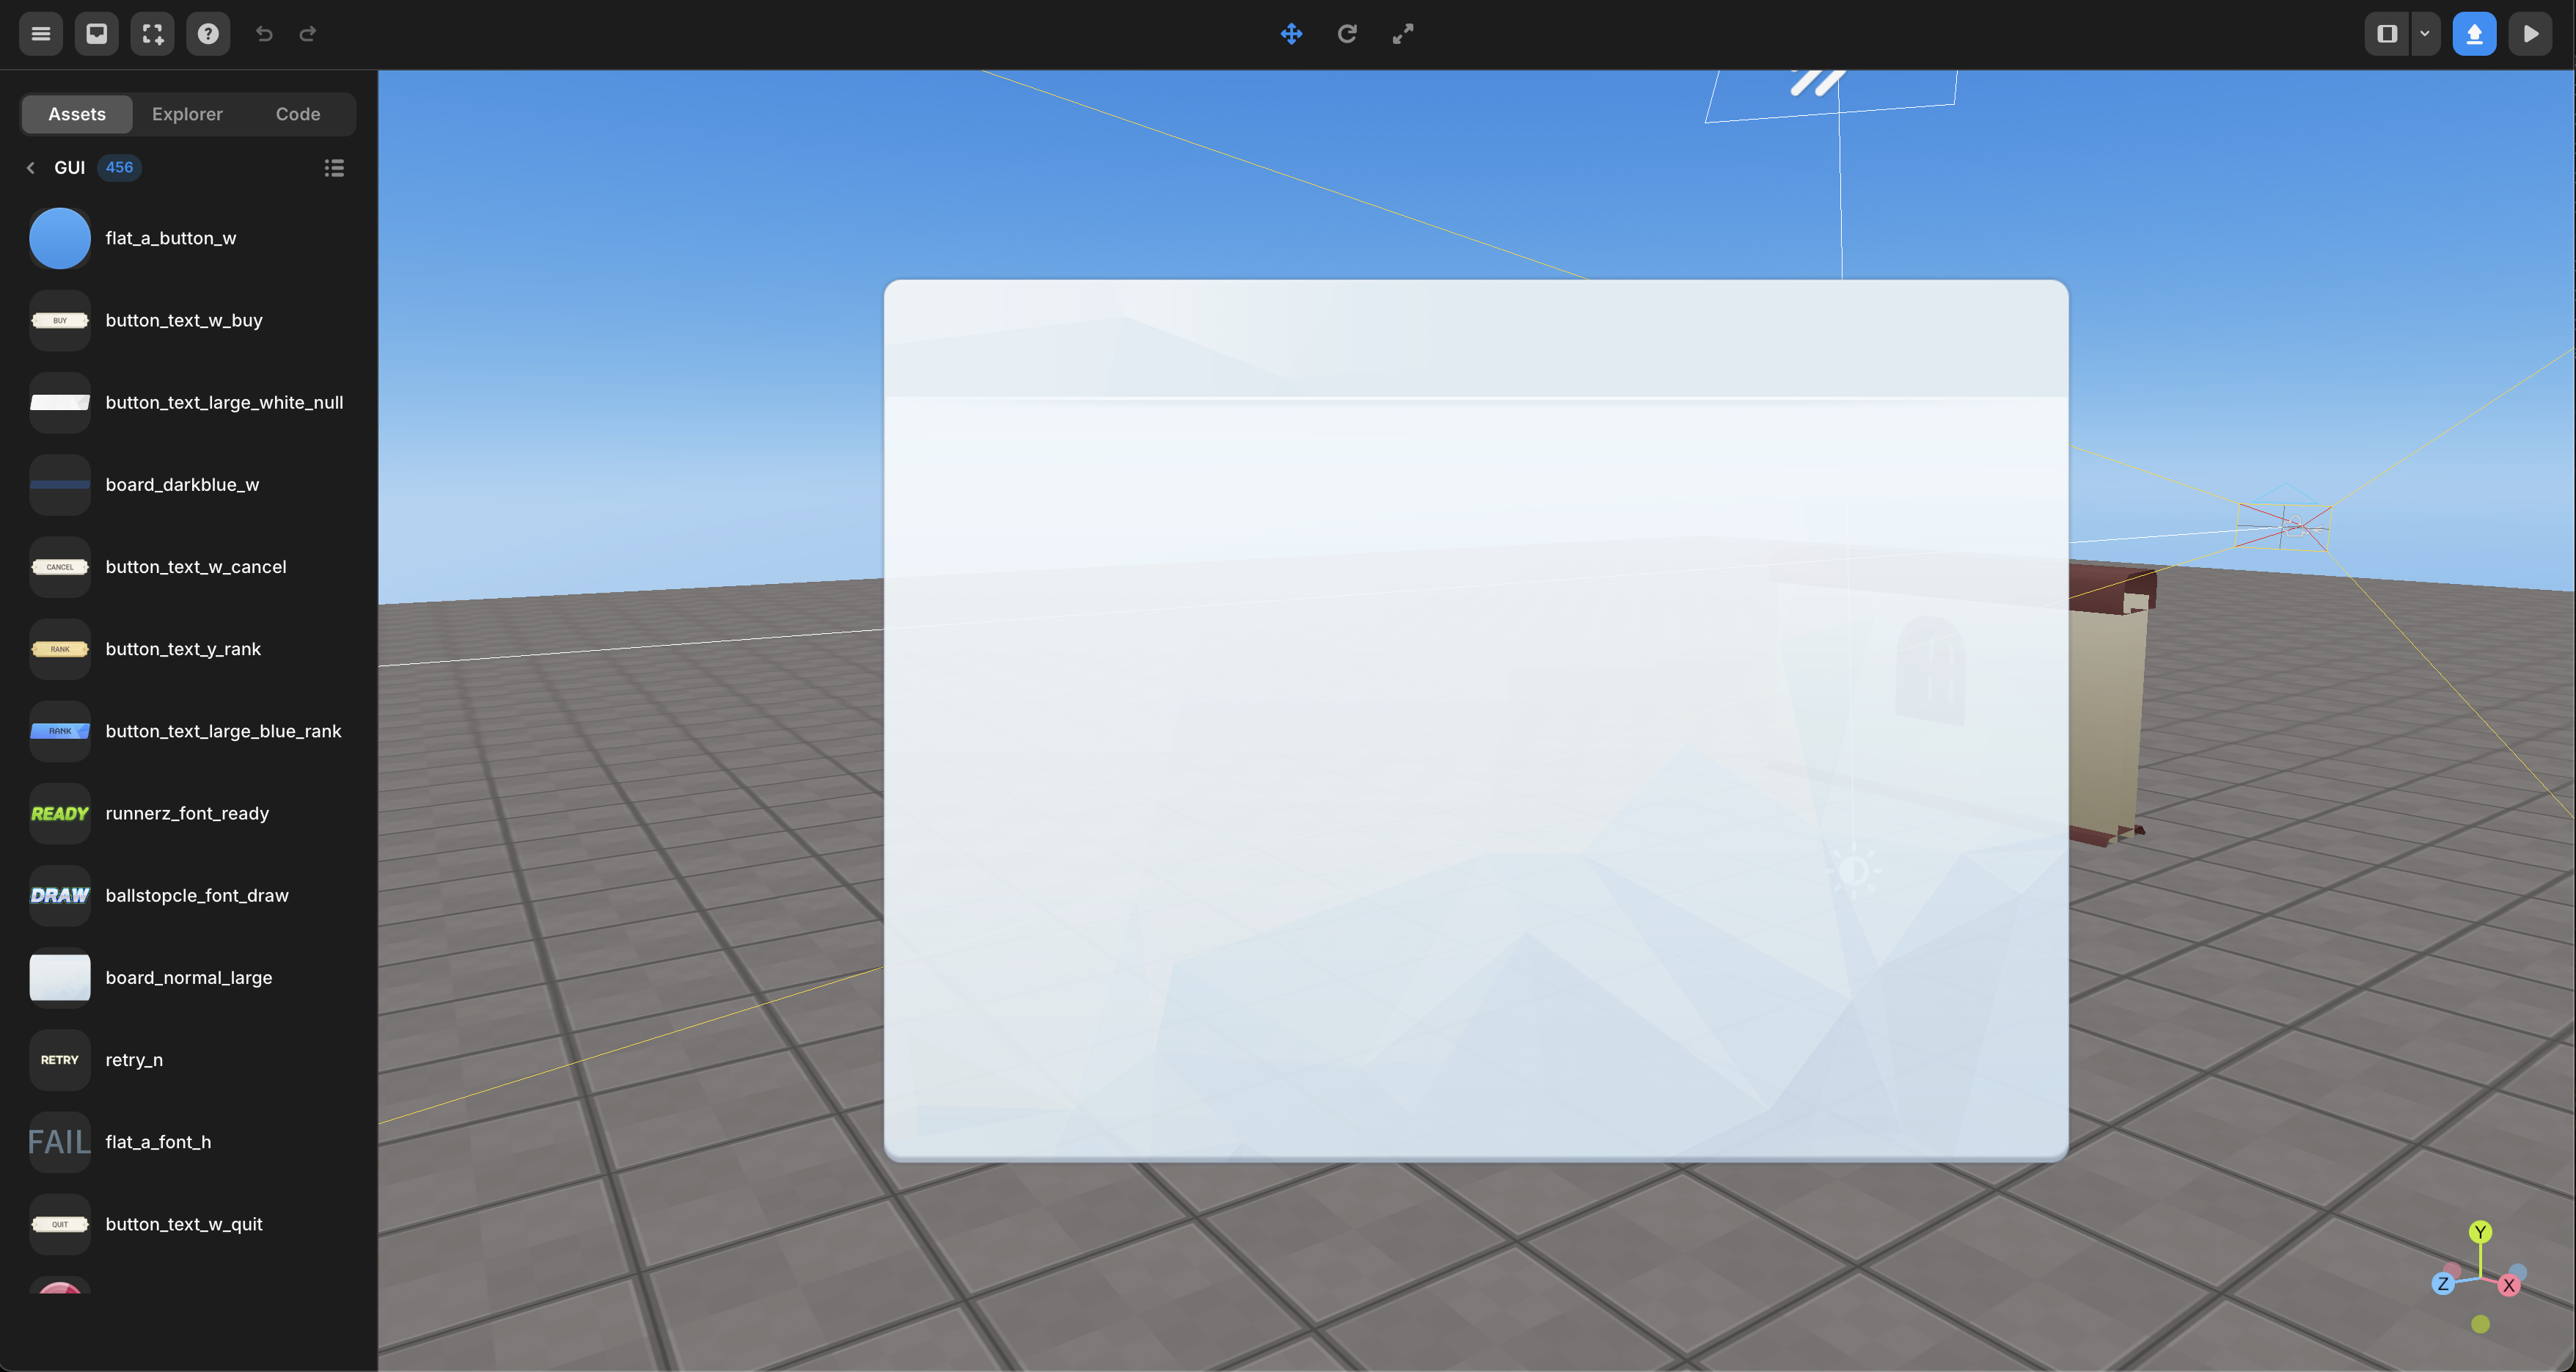 ?
Assets Explorer Code
GUI 456
flat_a_button_w
BUY button_text_w_buy
button_text_large_white_null
board_darkblue_w
CANCEL button_text_w_cancel
RANK button_text_y_rank
RANK button_text_large_blue_rank
READY runnerz_font_ready
DRAW ballstopcle_font_draw
board_normal_large
RETRY retry_n
FAIL flat_a_font_h
QUIT button_text_w_quit
Y
Z X